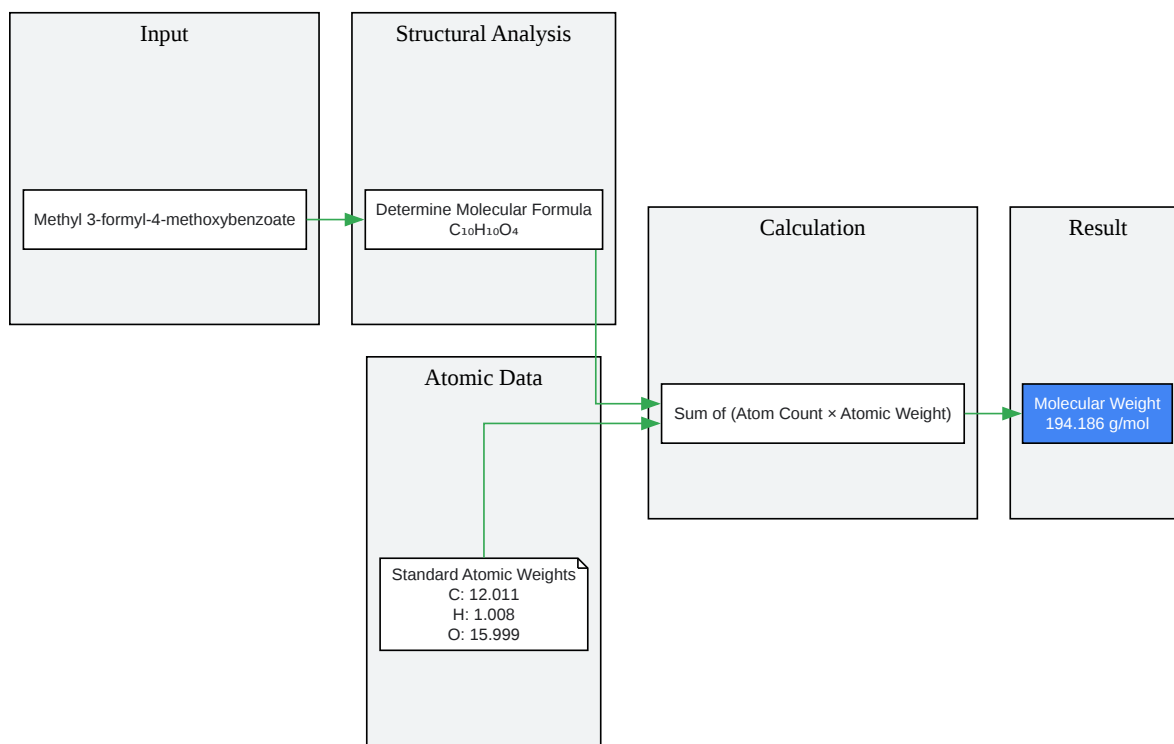 Input
Methyl 3-formyl-4-methoxybenzoate
Structural Analysis
Determine Molecular Formula
C₁₀H₁₀O₄
Atomic Data
Standard Atomic Weights
C: 12.011
H: 1.008
O: 15.999
Calculation
Sum of (Atom Count × Atomic Weight)
Result
Molecular Weight
194.186 g/mol